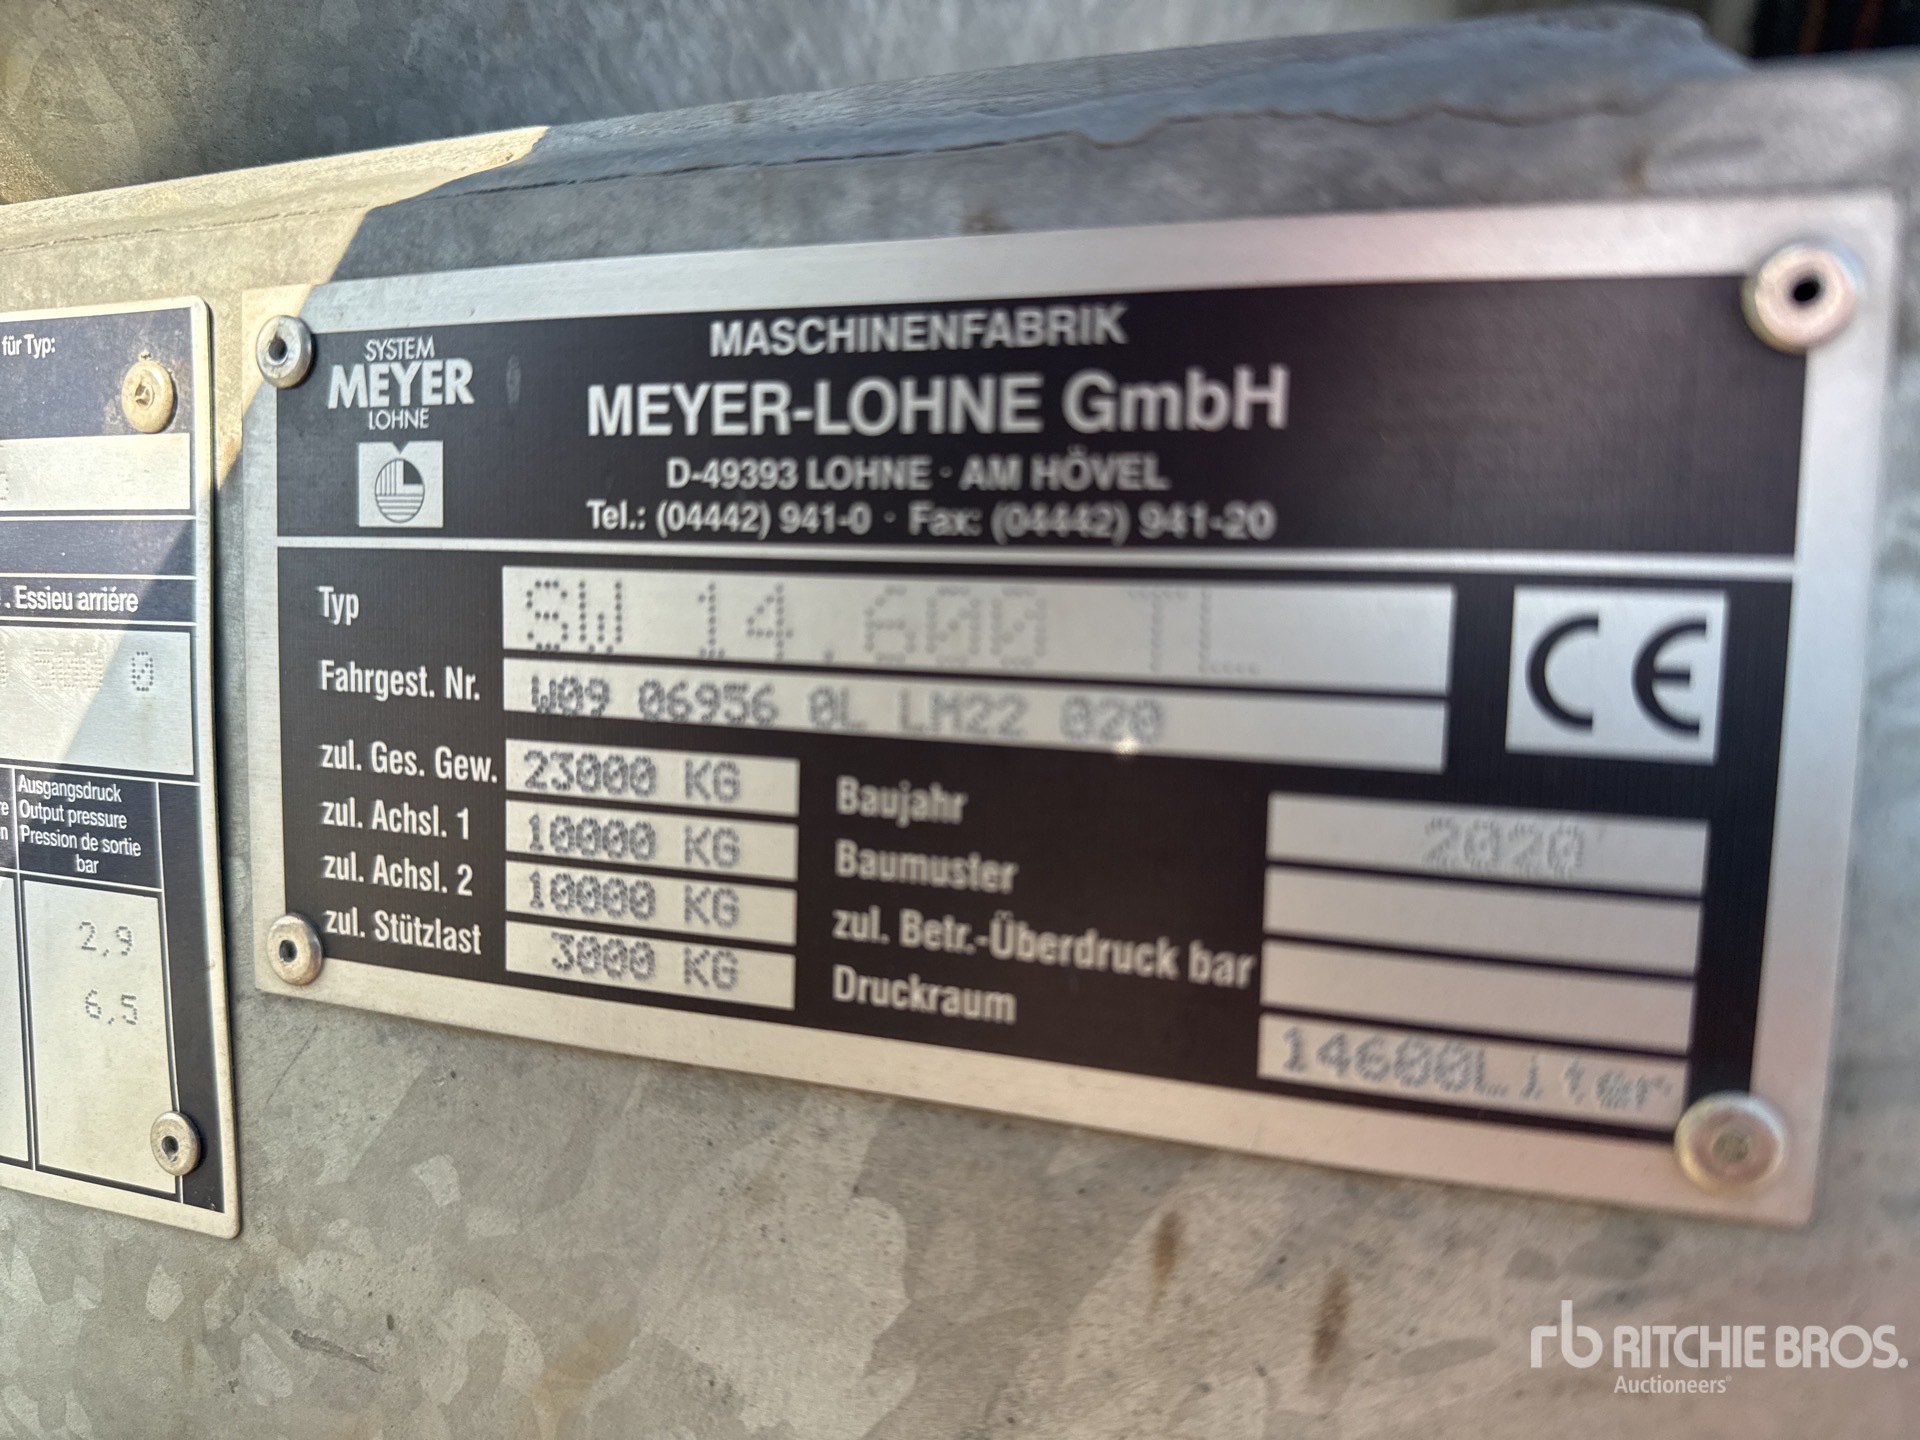 für Typ:
. Essieu arriére
0
Ausgangsdruck
Output pressure
Pression de sortie
bar
2,9
6,5
SYSTEM
MEYER
LOHNE
MASCHINENFABRIK
MEYER-LOHNE GmbH
D-49393 LOHNE · AM HÖVEL
Tel.: (04442) 941-0 · Fax: (04442) 941-20
Typ SW 14.600 TL
Fahrgest. Nr. W09 06956 0L LM22 020
CE
zul. Ges. Gew. 23000 KG
zul. Achsl. 1 10000 KG
zul. Achsl. 2 10000 KG
zul. Stützlast 3000 KG
Baujahr 2020
Baumuster
zul. Betr.-Überdruck bar
Druckraum 14600Liter
rb RITCHIE BROS.
Auctioneers